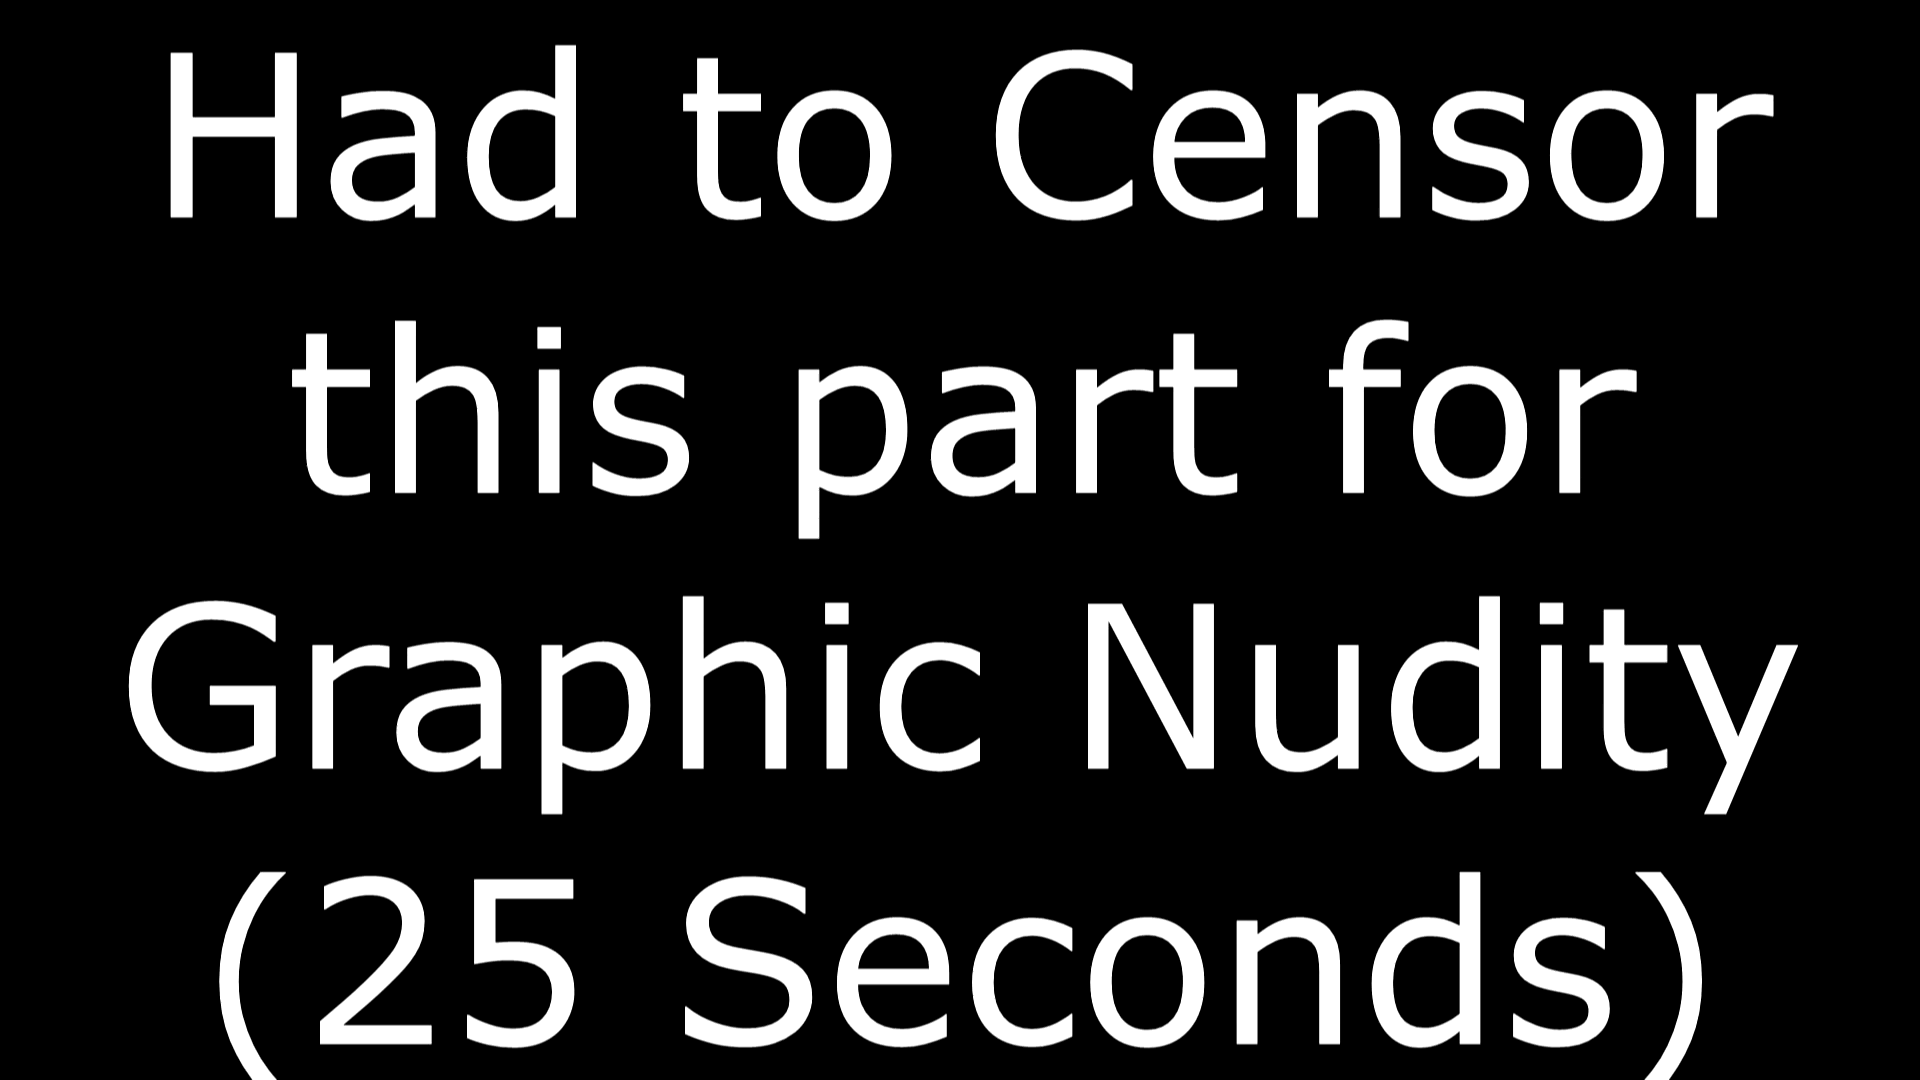 Had to Censor
this part for
Graphic Nudity
(25 Seconds)